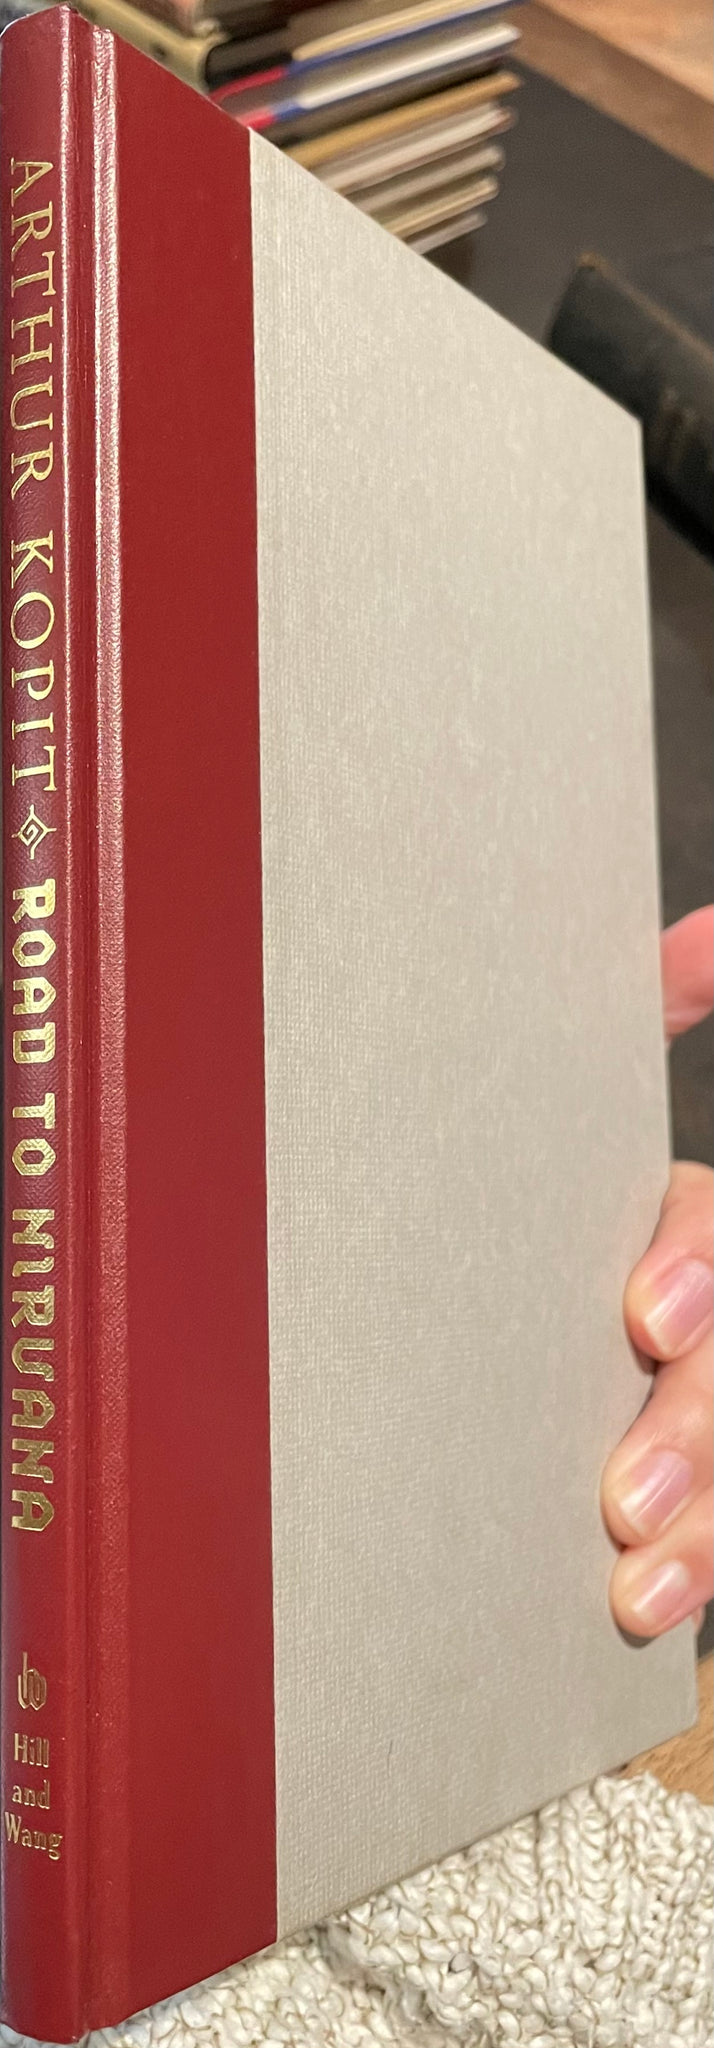 ARTHUR KOPIT ROAD TO NIRVANA
Hill
and
Wang